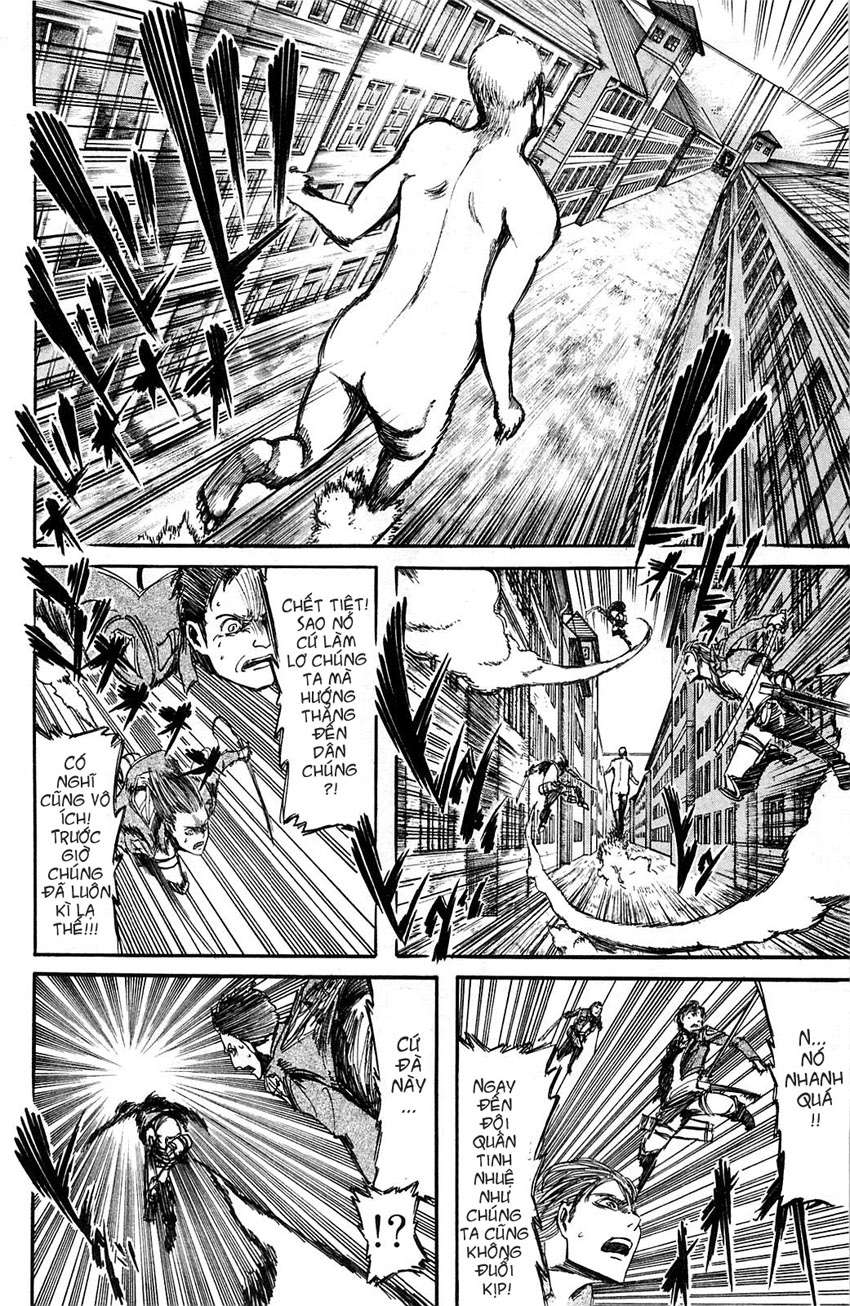 CHẾT TIỆT!
SAO NÓ
CỨ LÀM
LƠ CHÚNG
TA MÀ
HƯỚNG
THẲNG
ĐẾN
DÂN
CHÚNG
?!
CÓ
NGHĨ
CŨNG VÔ
ÍCH!
TRƯỚC
GIỜ
CHÚNG
ĐÃ LUÔN
KÌ LẠ
THẾ!!!
N...
NÓ
NHANH
QUÁ
!!
NGAY
ĐẾN
ĐỘI
QUÂN
TINH
NHUỆ
NHƯ
CHÚNG
TA CŨNG
KHÔNG
ĐUỔI
KỊP!
CỨ
ĐÀ
NÀY
...
!?